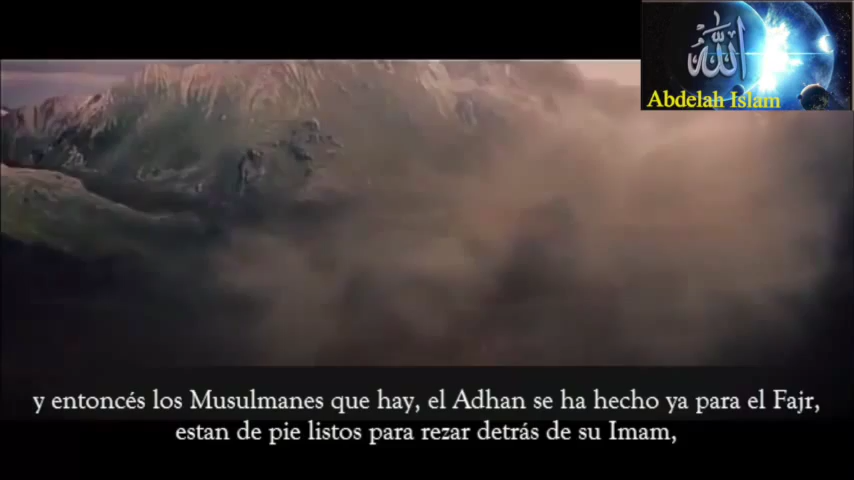 الله
Abdelah Islam
y entoncés los Musulmanes que hay, el Adhan se ha hecho ya para el Fajr,
estan de pie listos para rezar detrás de su Imam,